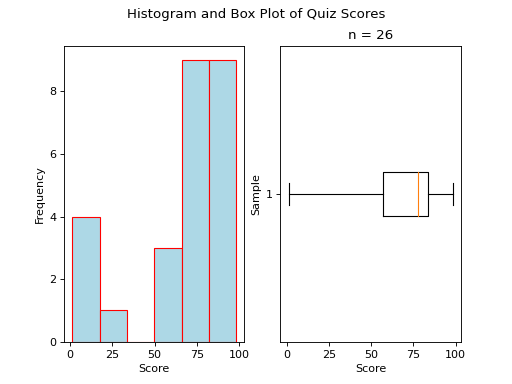 Histogram and Box Plot of Quiz Scores
8
6
4
2
0
Frequency
0 25 50 75 100
Score
n = 26
Sample
1
0 25 50 75 100
Score